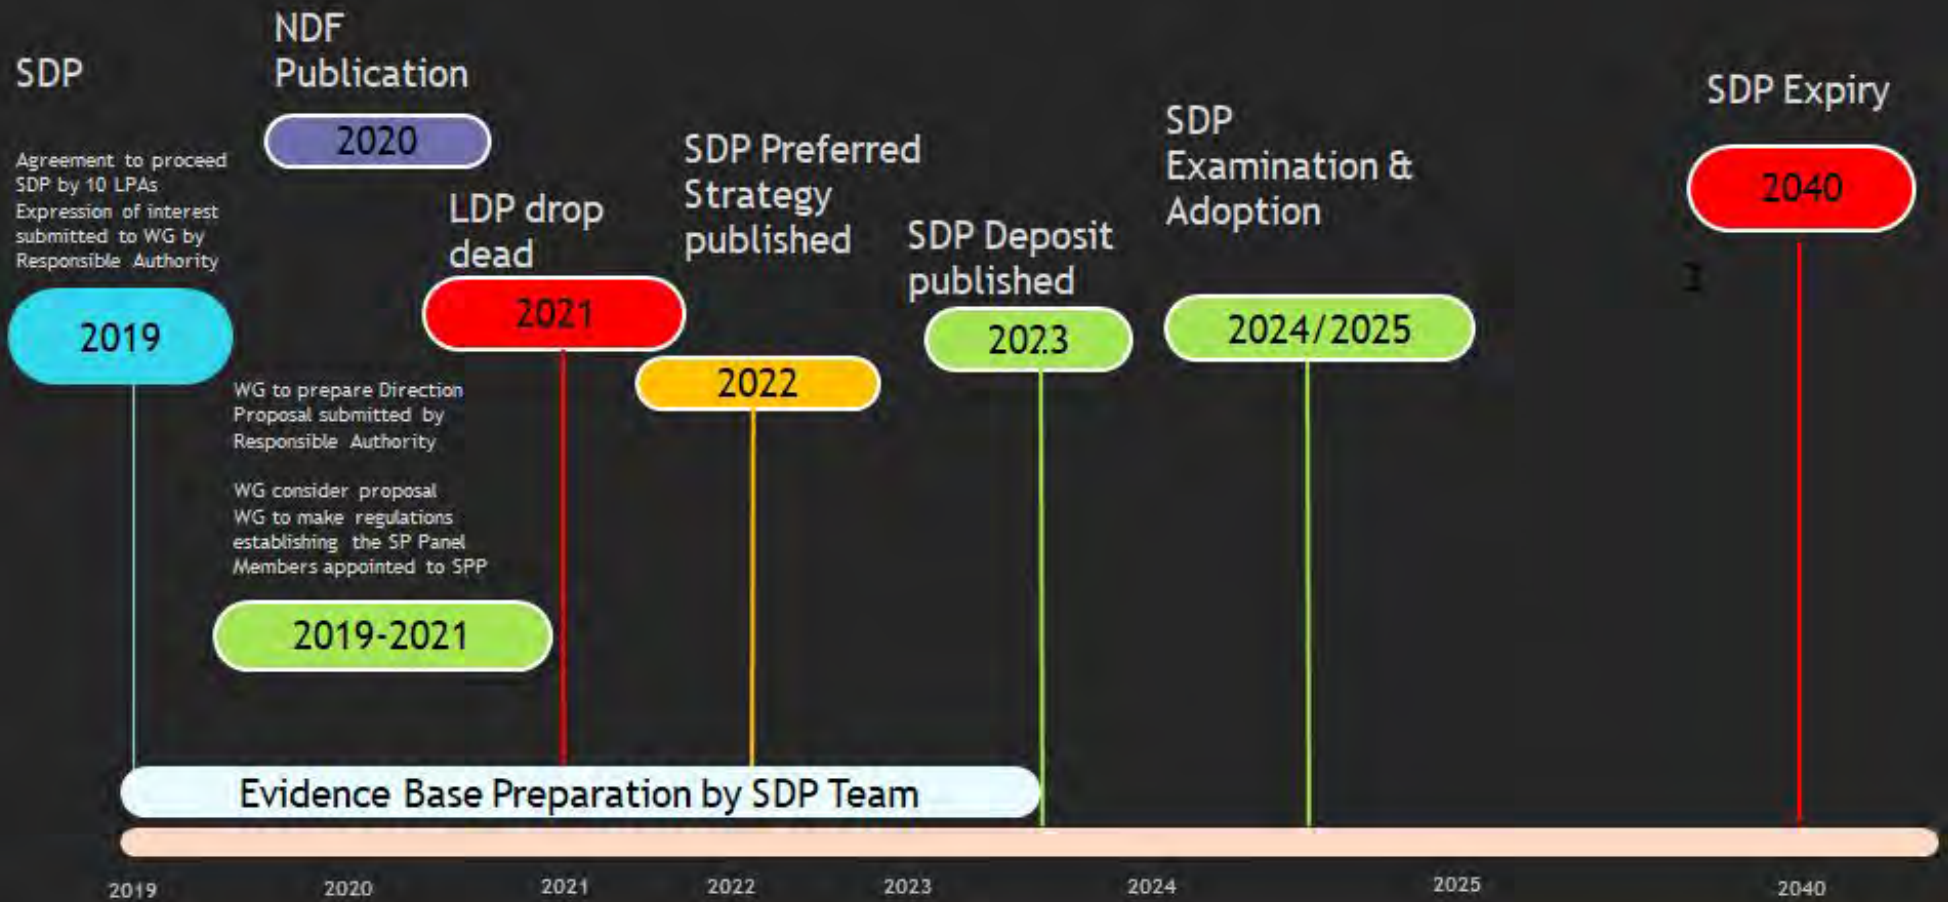 SDP
Agreement to proceed
SDP by 10 LPAs
Expression of interest
submitted to WG by
Responsible Authority
2019
NDF
Publication
2020
WG to prepare Direction
Proposal submitted by
Responsible Authority
WG consider proposal
WG to make regulations
establishing the SP Panel
Members appointed to SPP
2019-2021
LDP drop
dead
2021
SDP Preferred
Strategy
published
2022
SDP Deposit
published
2023
SDP
Examination &
Adoption
2024/2025
SDP Expiry
2040
Evidence Base Preparation by SDP Team
2019
2020
2021
2022
2023
2024
2025
2040